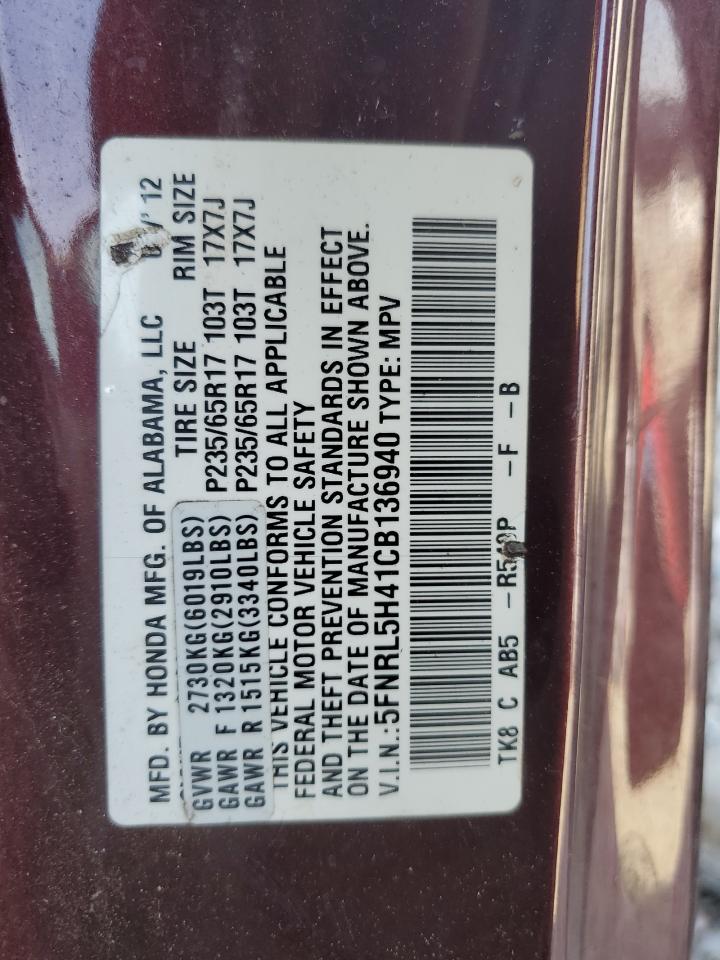 MFD. BY HONDA MFG. OF ALABAMA, LLC /'12
TIRE SIZE RIM SIZE
GVWR 2730KG(6019LBS)
GAWR F 1320KG(2910LBS) P235/65R17 103T 17X7J
GAWR R 1515KG(3340LBS) P235/65R17 103T 17X7J
THIS VEHICLE CONFORMS TO ALL APPLICABLE
FEDERAL MOTOR VEHICLE SAFETY
AND THEFT PREVENTION STANDARDS IN EFFECT
ON THE DATE OF MANUFACTURE SHOWN ABOVE.
V.I.N.:5FNRL5H41CB136940 TYPE: MPV
TK8 C AB5 -F -B